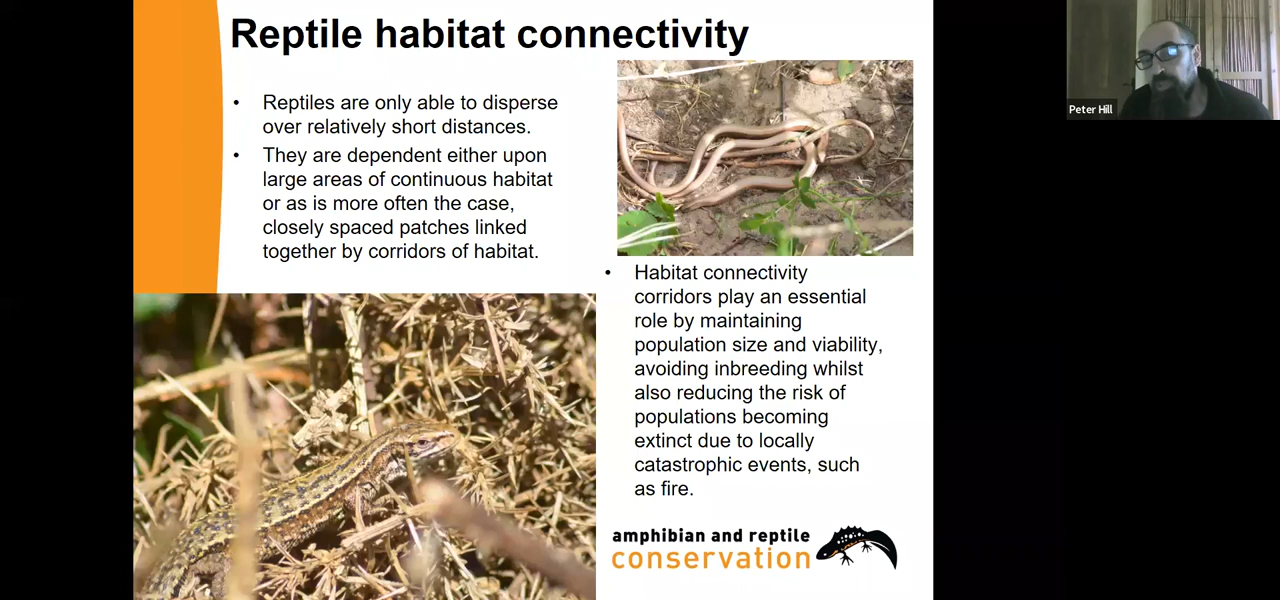 Reptile habitat connectivity
• Reptiles are only able to disperse
over relatively short distances.
• They are dependent either upon
large areas of continuous habitat
or as is more often the case,
closely spaced patches linked
together by corridors of habitat.
• Habitat connectivity
corridors play an essential
role by maintaining
population size and viability,
avoiding inbreeding whilst
also reducing the risk of
populations becoming
extinct due to locally
catastrophic events, such
as fire.
amphibian and reptile
conservation
Peter Hill